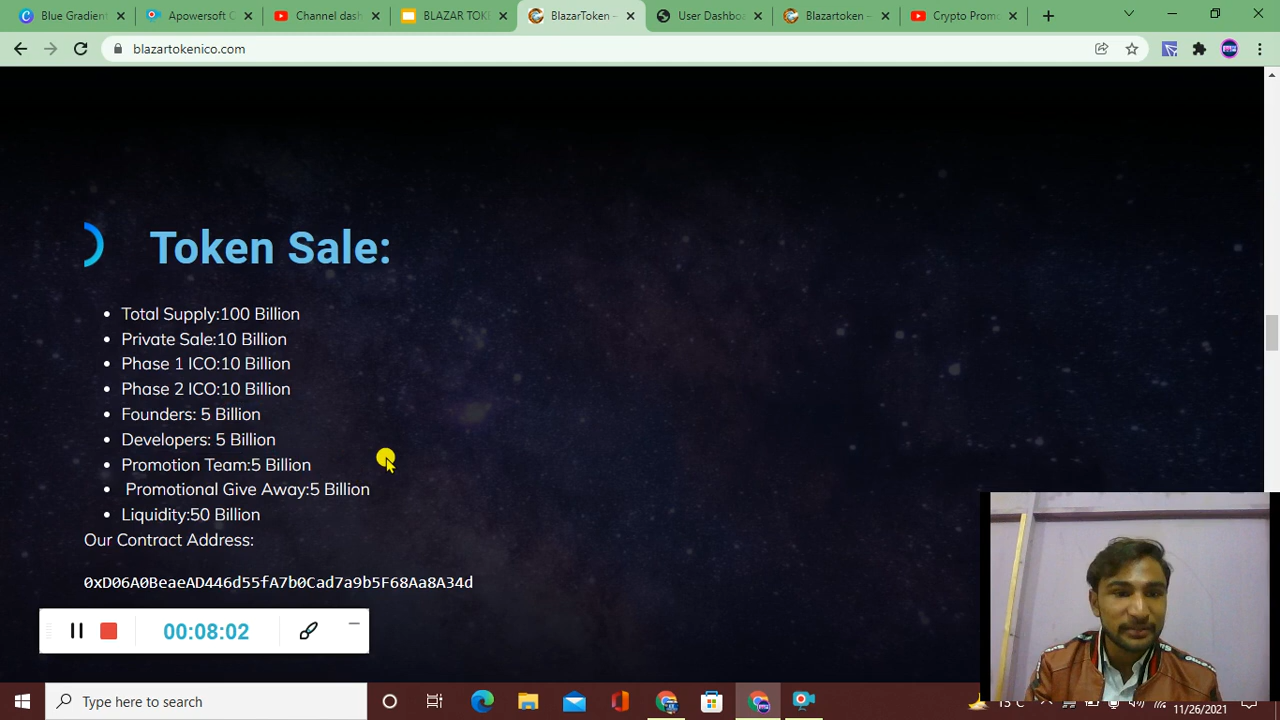 Blue Gradien
Apowersoft C
Channel dash
BLAZAR TOKE
BlazarToken –
User Dashboa
Blazartoken –
Crypto Promo
blazartokenico.com
Token Sale:
Total Supply:100 Billion
Private Sale:10 Billion
Phase 1 ICO:10 Billion
Phase 2 ICO:10 Billion
Founders: 5 Billion
Developers: 5 Billion
Promotion Team:5 Billion
Promotional Give Away:5 Billion
Liquidity:50 Billion
Our Contract Address:
0xD06A0BeaeAD446d55fA7b0Cad7a9b5F68Aa8A34d
00:08:02
Type here to search
11/26/2021